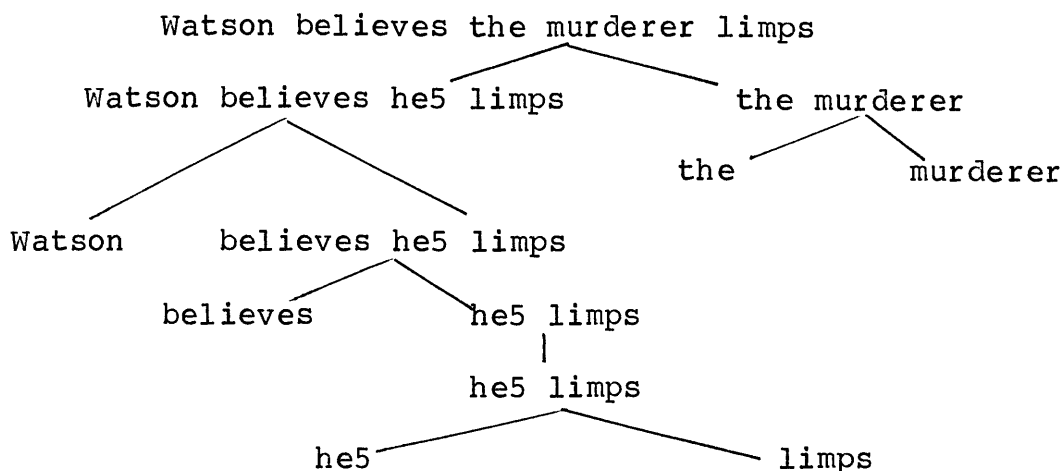 Watson believes the murderer limps
Watson believes he5 limps the murderer
the murderer
Watson believes he5 limps
believes he5 limps
he5 limps
he5 limps